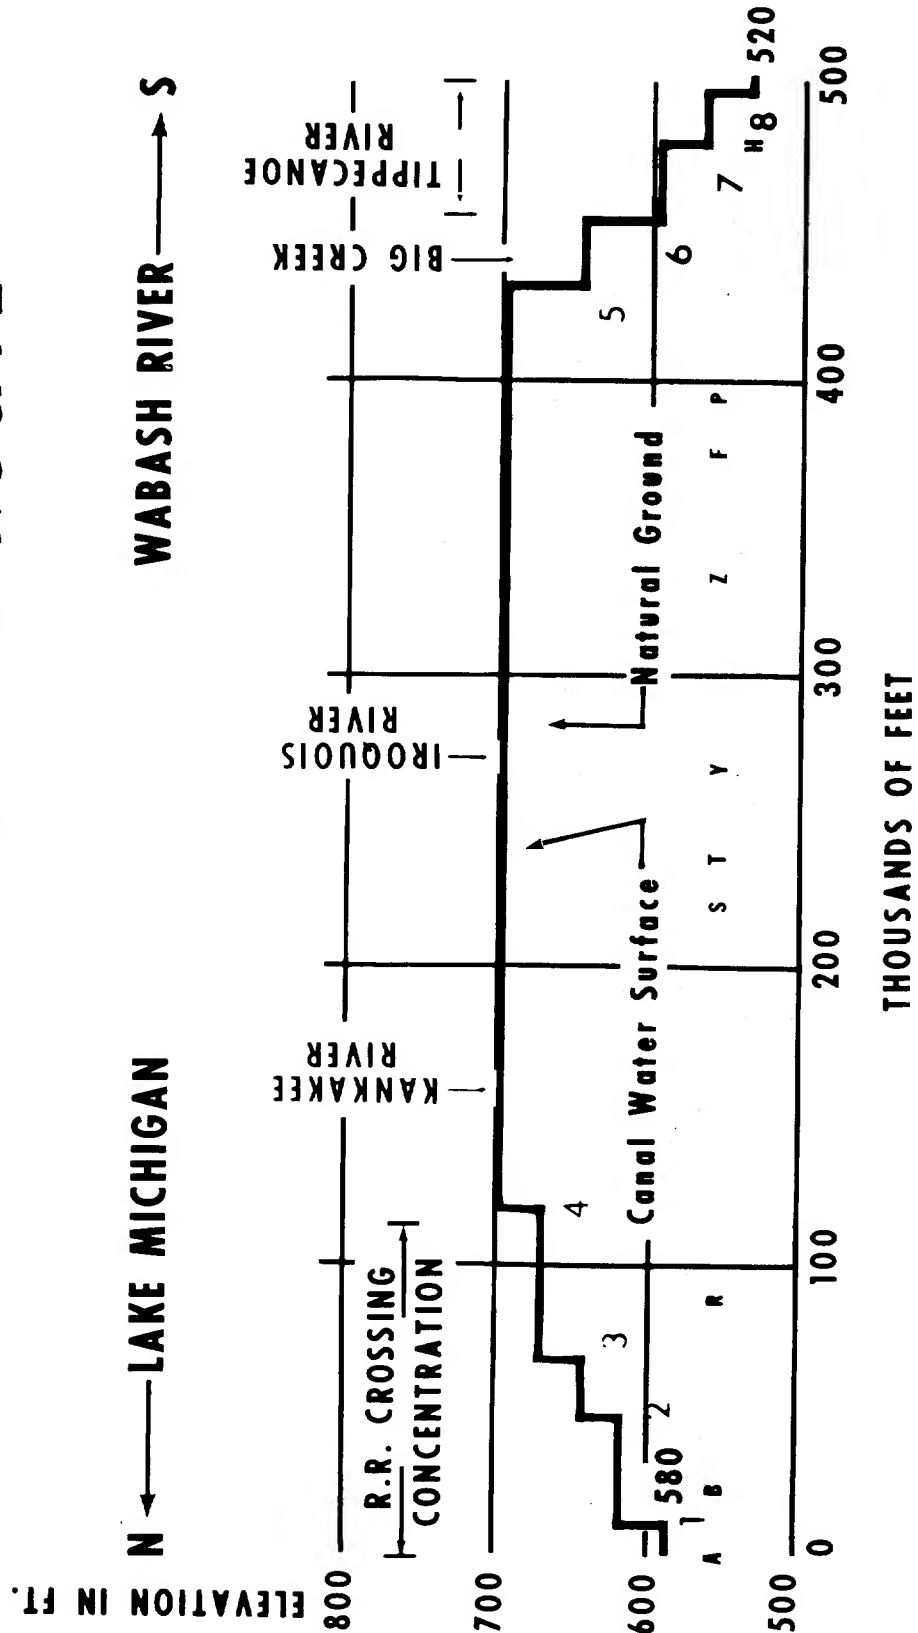 N ← LAKE MICHIGAN
WABASH RIVER → S
ELEVATION IN FT.
800
700
600
500
R.R. CROSSING
CONCENTRATION
KANKAKEE
RIVER
IROQUOIS
RIVER
BIG CREEK
TIPPECANOE
RIVER
580
520
1
2
3
4
5
6
7
8
Canal Water Surface
Natural Ground
A
B
R
S
T
Y
Z
F
P
H
0
100
200
300
400
500
THOUSANDS OF FEET